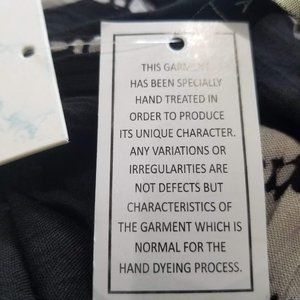 THIS GARMENT
HAS BEEN SPECIALLY
HAND TREATED IN
ORDER TO PRODUCE
ITS UNIQUE CHARACTER.
ANY VARIATIONS OR
IRREGULARITIES ARE
NOT DEFECTS BUT
CHARACTERISTICS OF
THE GARMENT WHICH IS
NORMAL FOR THE
HAND DYEING PROCESS.